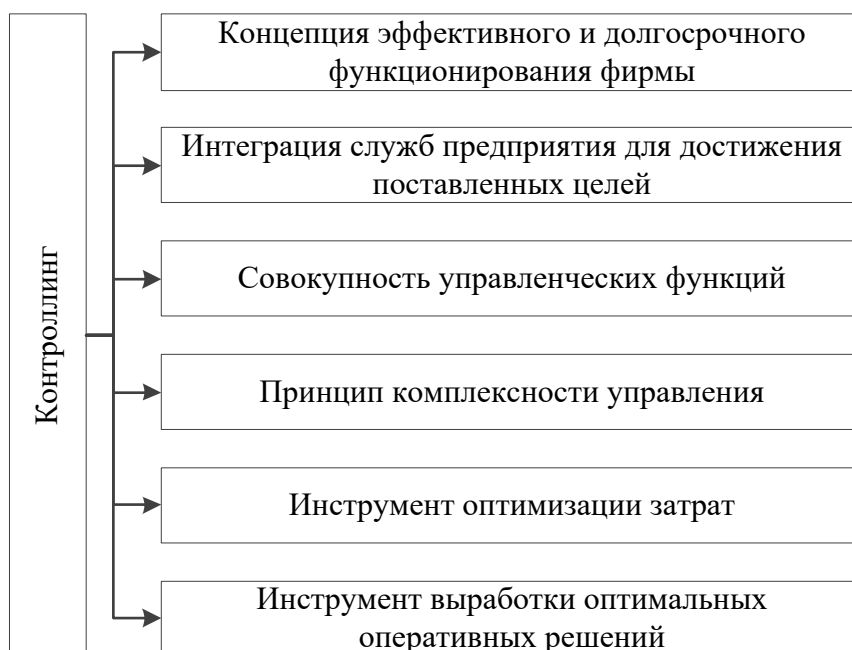 Контроллинг
Концепция эффективного и долгосрочного
функционирования фирмы
Интеграция служб предприятия для достижения
поставленных целей
Совокупность управленческих функций
Принцип комплексности управления
Инструмент оптимизации затрат
Инструмент выработки оптимальных
оперативных решений